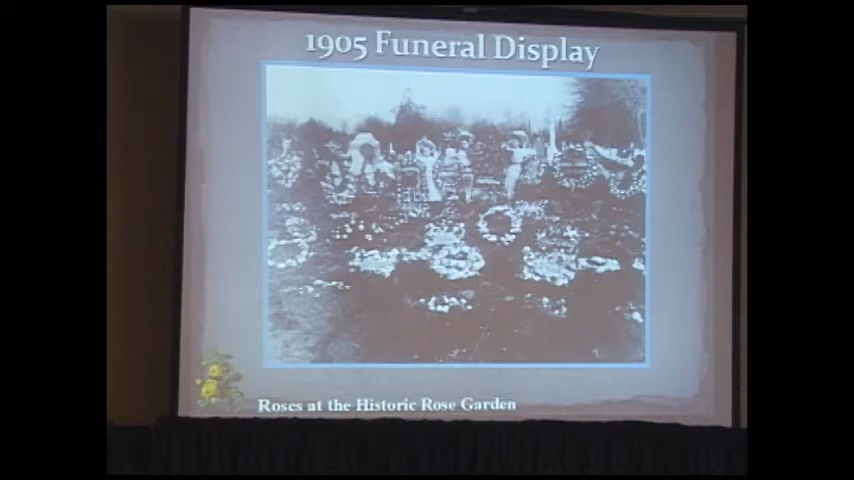 1905 Funeral Display
Roses at the Historic Rose Garden